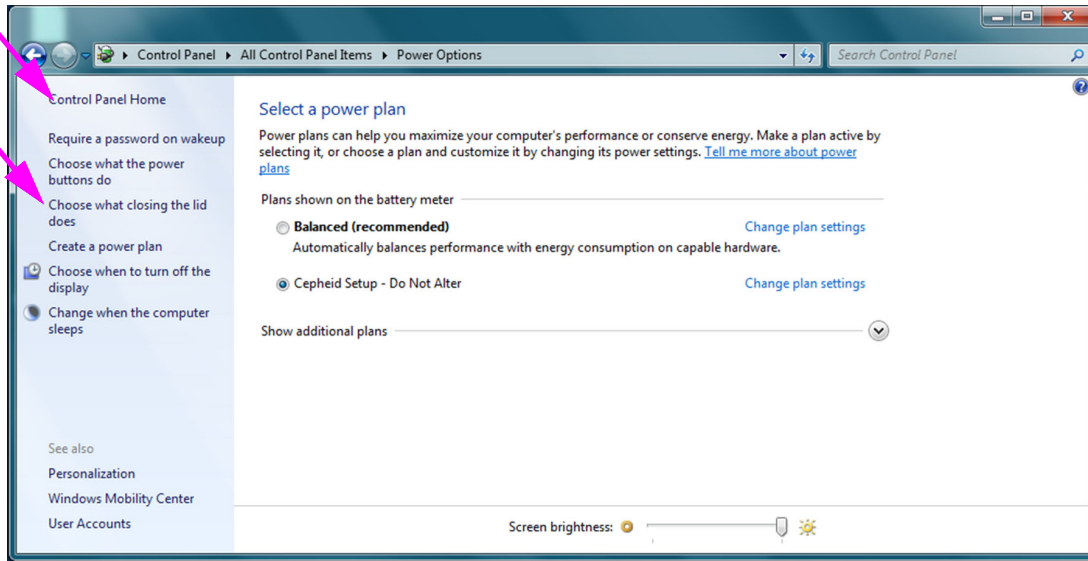 Control Panel All Control Panel Items Power Options Search Control Panel
Control Panel Home
Require a password on wakeup
Choose what the power
buttons do
Choose what closing the lid
does
Create a power plan
Choose when to turn off the
display
Change when the computer
sleeps
See also
Personalization
Windows Mobility Center
User Accounts
Select a power plan
Power plans can help you maximize your computer's performance or conserve energy. Make a plan active by
selecting it, or choose a plan and customize it by changing its power settings. Tell me more about power
plans
Plans shown on the battery meter
Balanced (recommended) Change plan settings
Automatically balances performance with energy consumption on capable hardware.
Cepheid Setup - Do Not Alter Change plan settings
Show additional plans
Screen brightness: